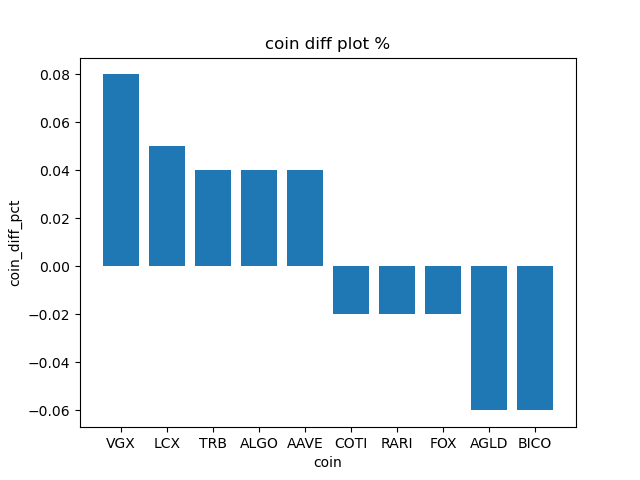 coin diff plot %
0.08
0.06
0.04
0.02
0.00
−0.02
−0.04
−0.06
coin_diff_pct
VGX LCX TRB ALGO AAVE COTI RARI FOX AGLD BICO
coin